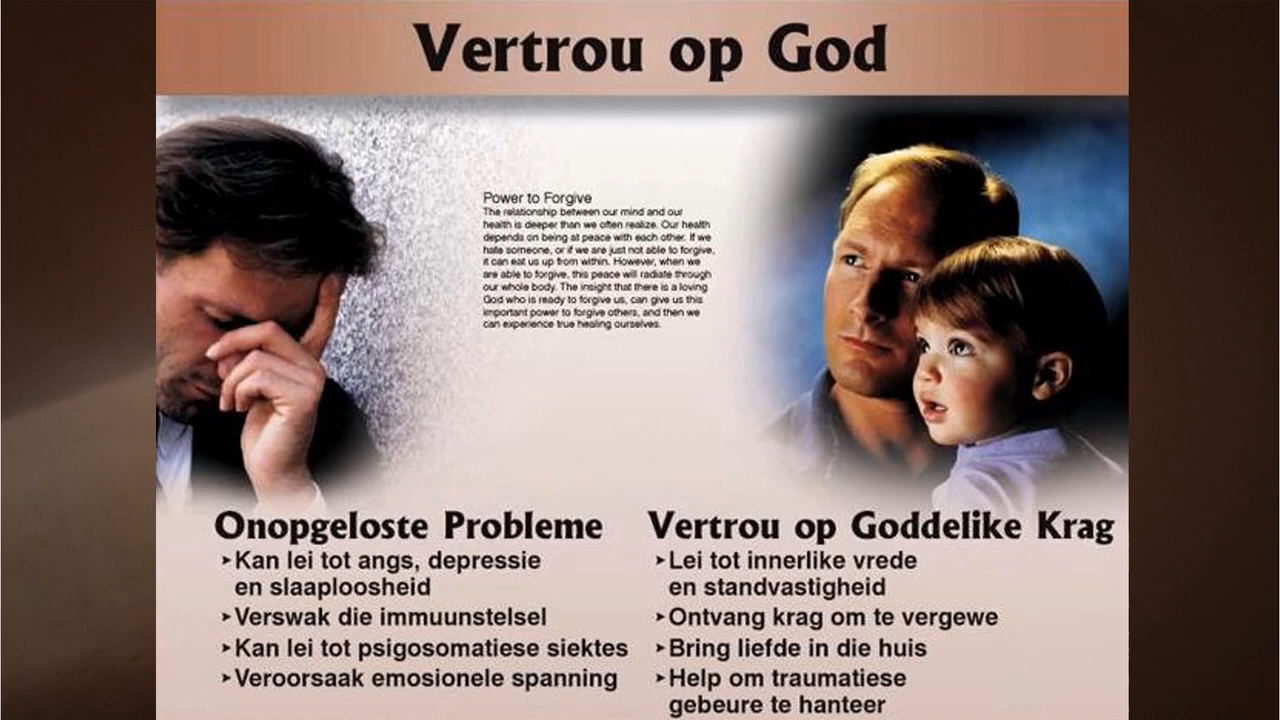 Vertrou op God
Power to Forgive
The relationship between our mind and our
health is deeper than we often realize. Our health
depends on being at peace with each other. If we
hate someone, or if we are just not able to forgive,
it can eat us up from within. However, when we
are able to forgive, this peace will radiate through
our whole body. The insight that there is a loving
God who is ready to forgive us, can give us this
important power to forgive others, and then we
can experience true healing ourselves.
Onopgeloste Probleme
➤Kan lei tot angs, depressie
en slaaploosheid
➤Verswak die immuunstelsel
➤Kan lei tot psigosomatiese siektes
➤Veroorsaak emosionele spanning
Vertrou op Goddelike Krag
➤Lei tot innerlike vrede
en standvastigheid
➤Ontvang krag om te vergewe
➤Bring liefde in die huis
➤Help om traumatiese
gebeure te hanteer